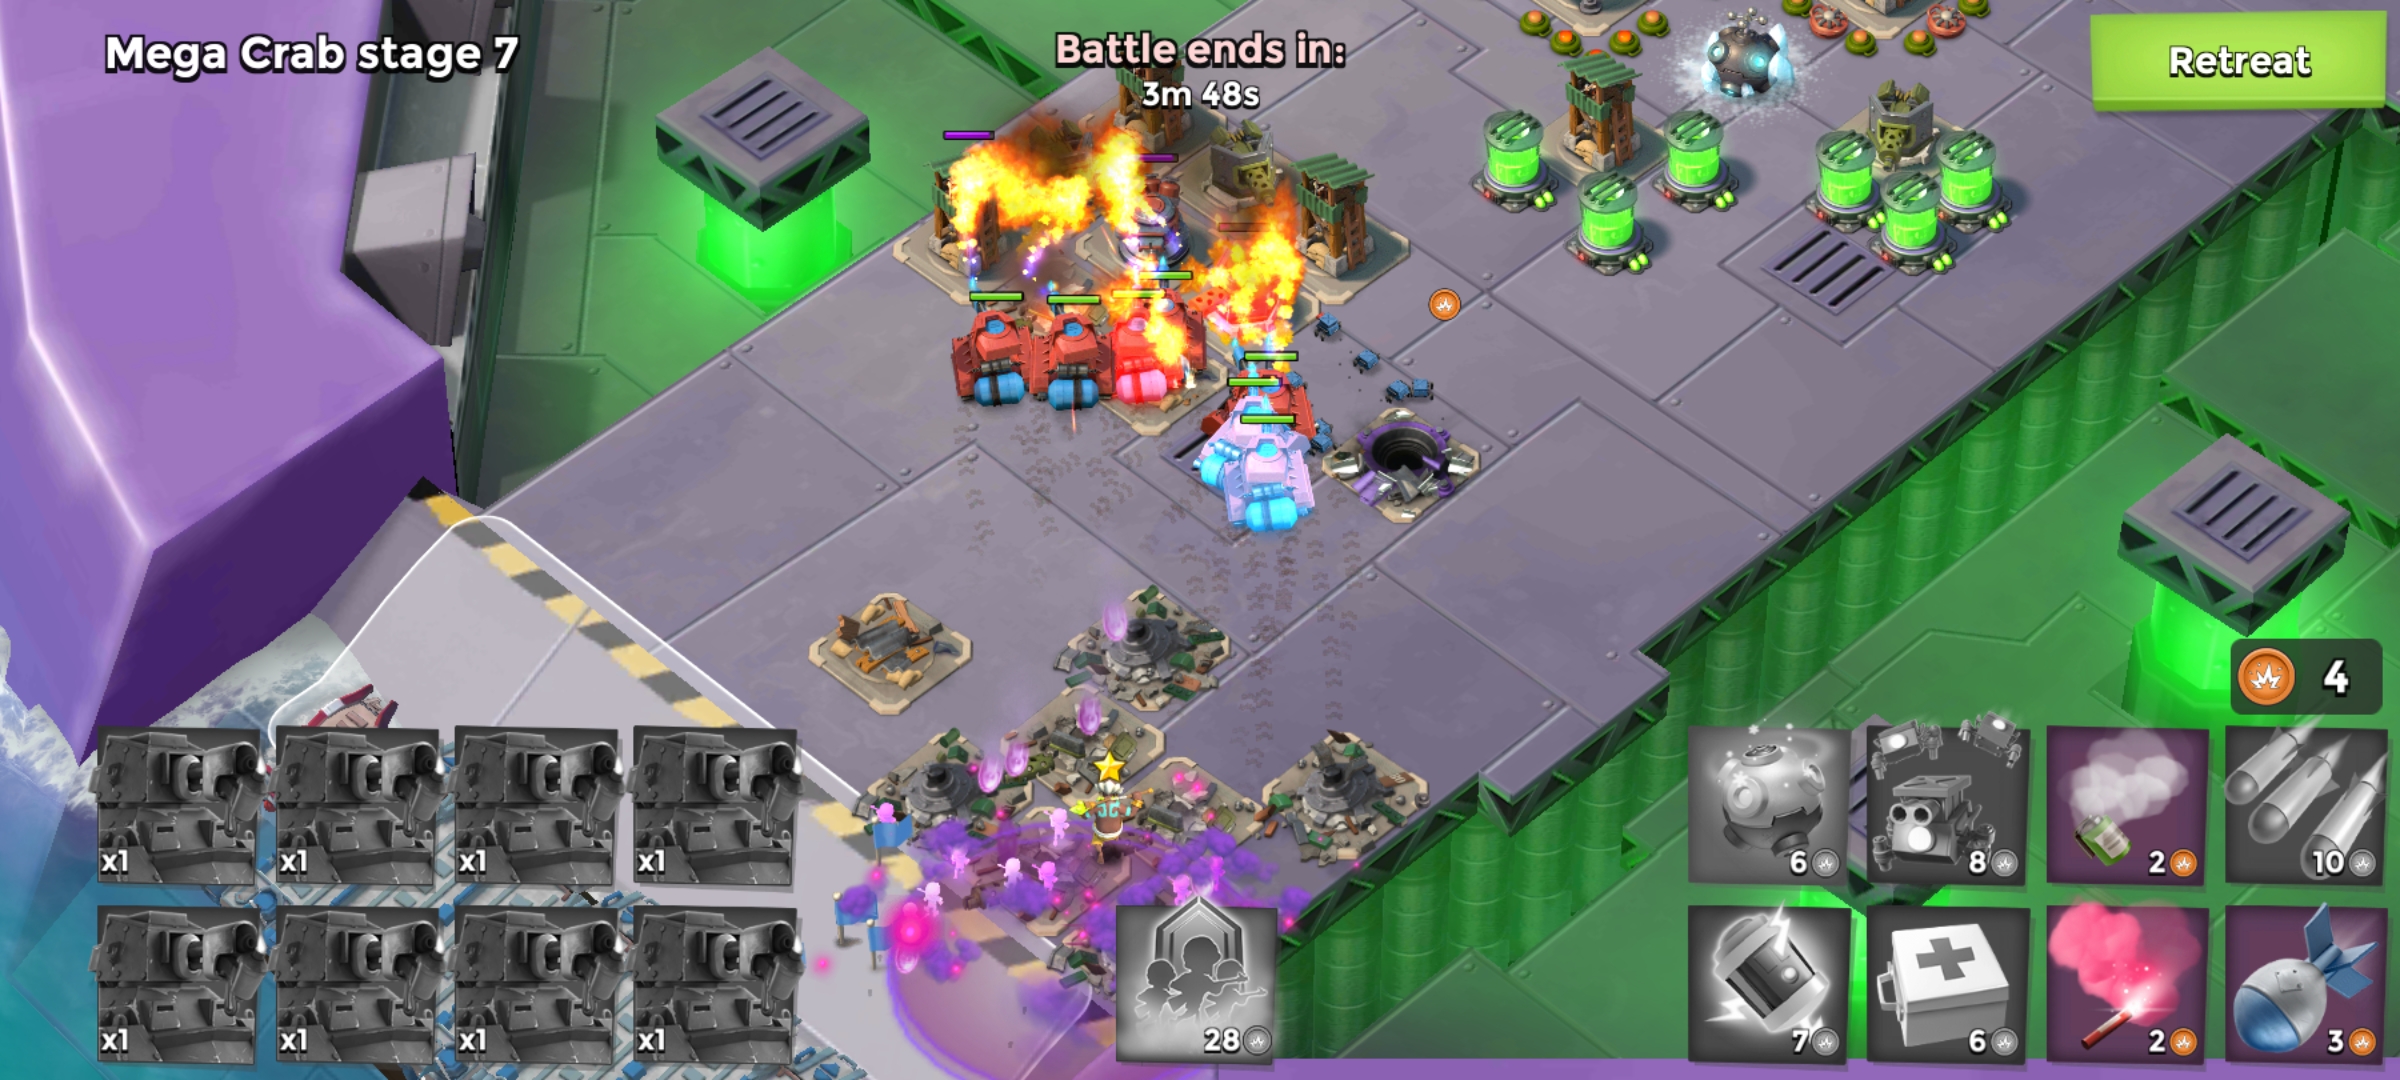 Mega Crab stage 7
Battle ends in:
3m 48s
Retreat
4
x1
x1
x1
x1
6
8
2
10
x1
x1
x1
x1
28
7
6
2
3